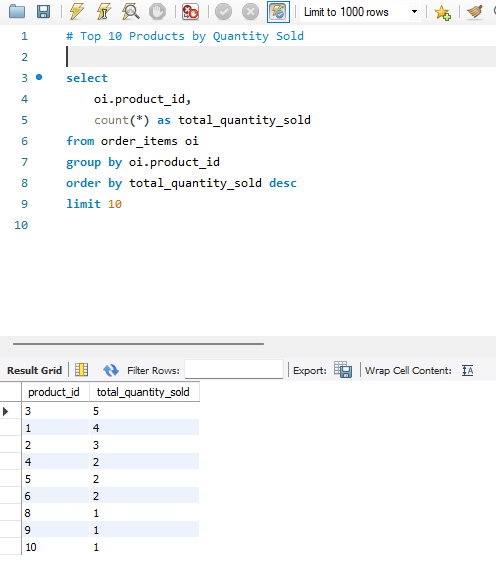 Limit to 1000 rows
1 # Top 10 Products by Quantity Sold
2
3 select
4 oi.product_id,
5 count(*) as total_quantity_sold
6 from order_items oi
7 group by oi.product_id
8 order by total_quantity_sold desc
9 limit 10
10
Result Grid Filter Rows: Export: Wrap Cell Content: IA
product_id total_quantity_sold
3 5
1 4
2 3
4 2
5 2
6 2
8 1
9 1
10 1